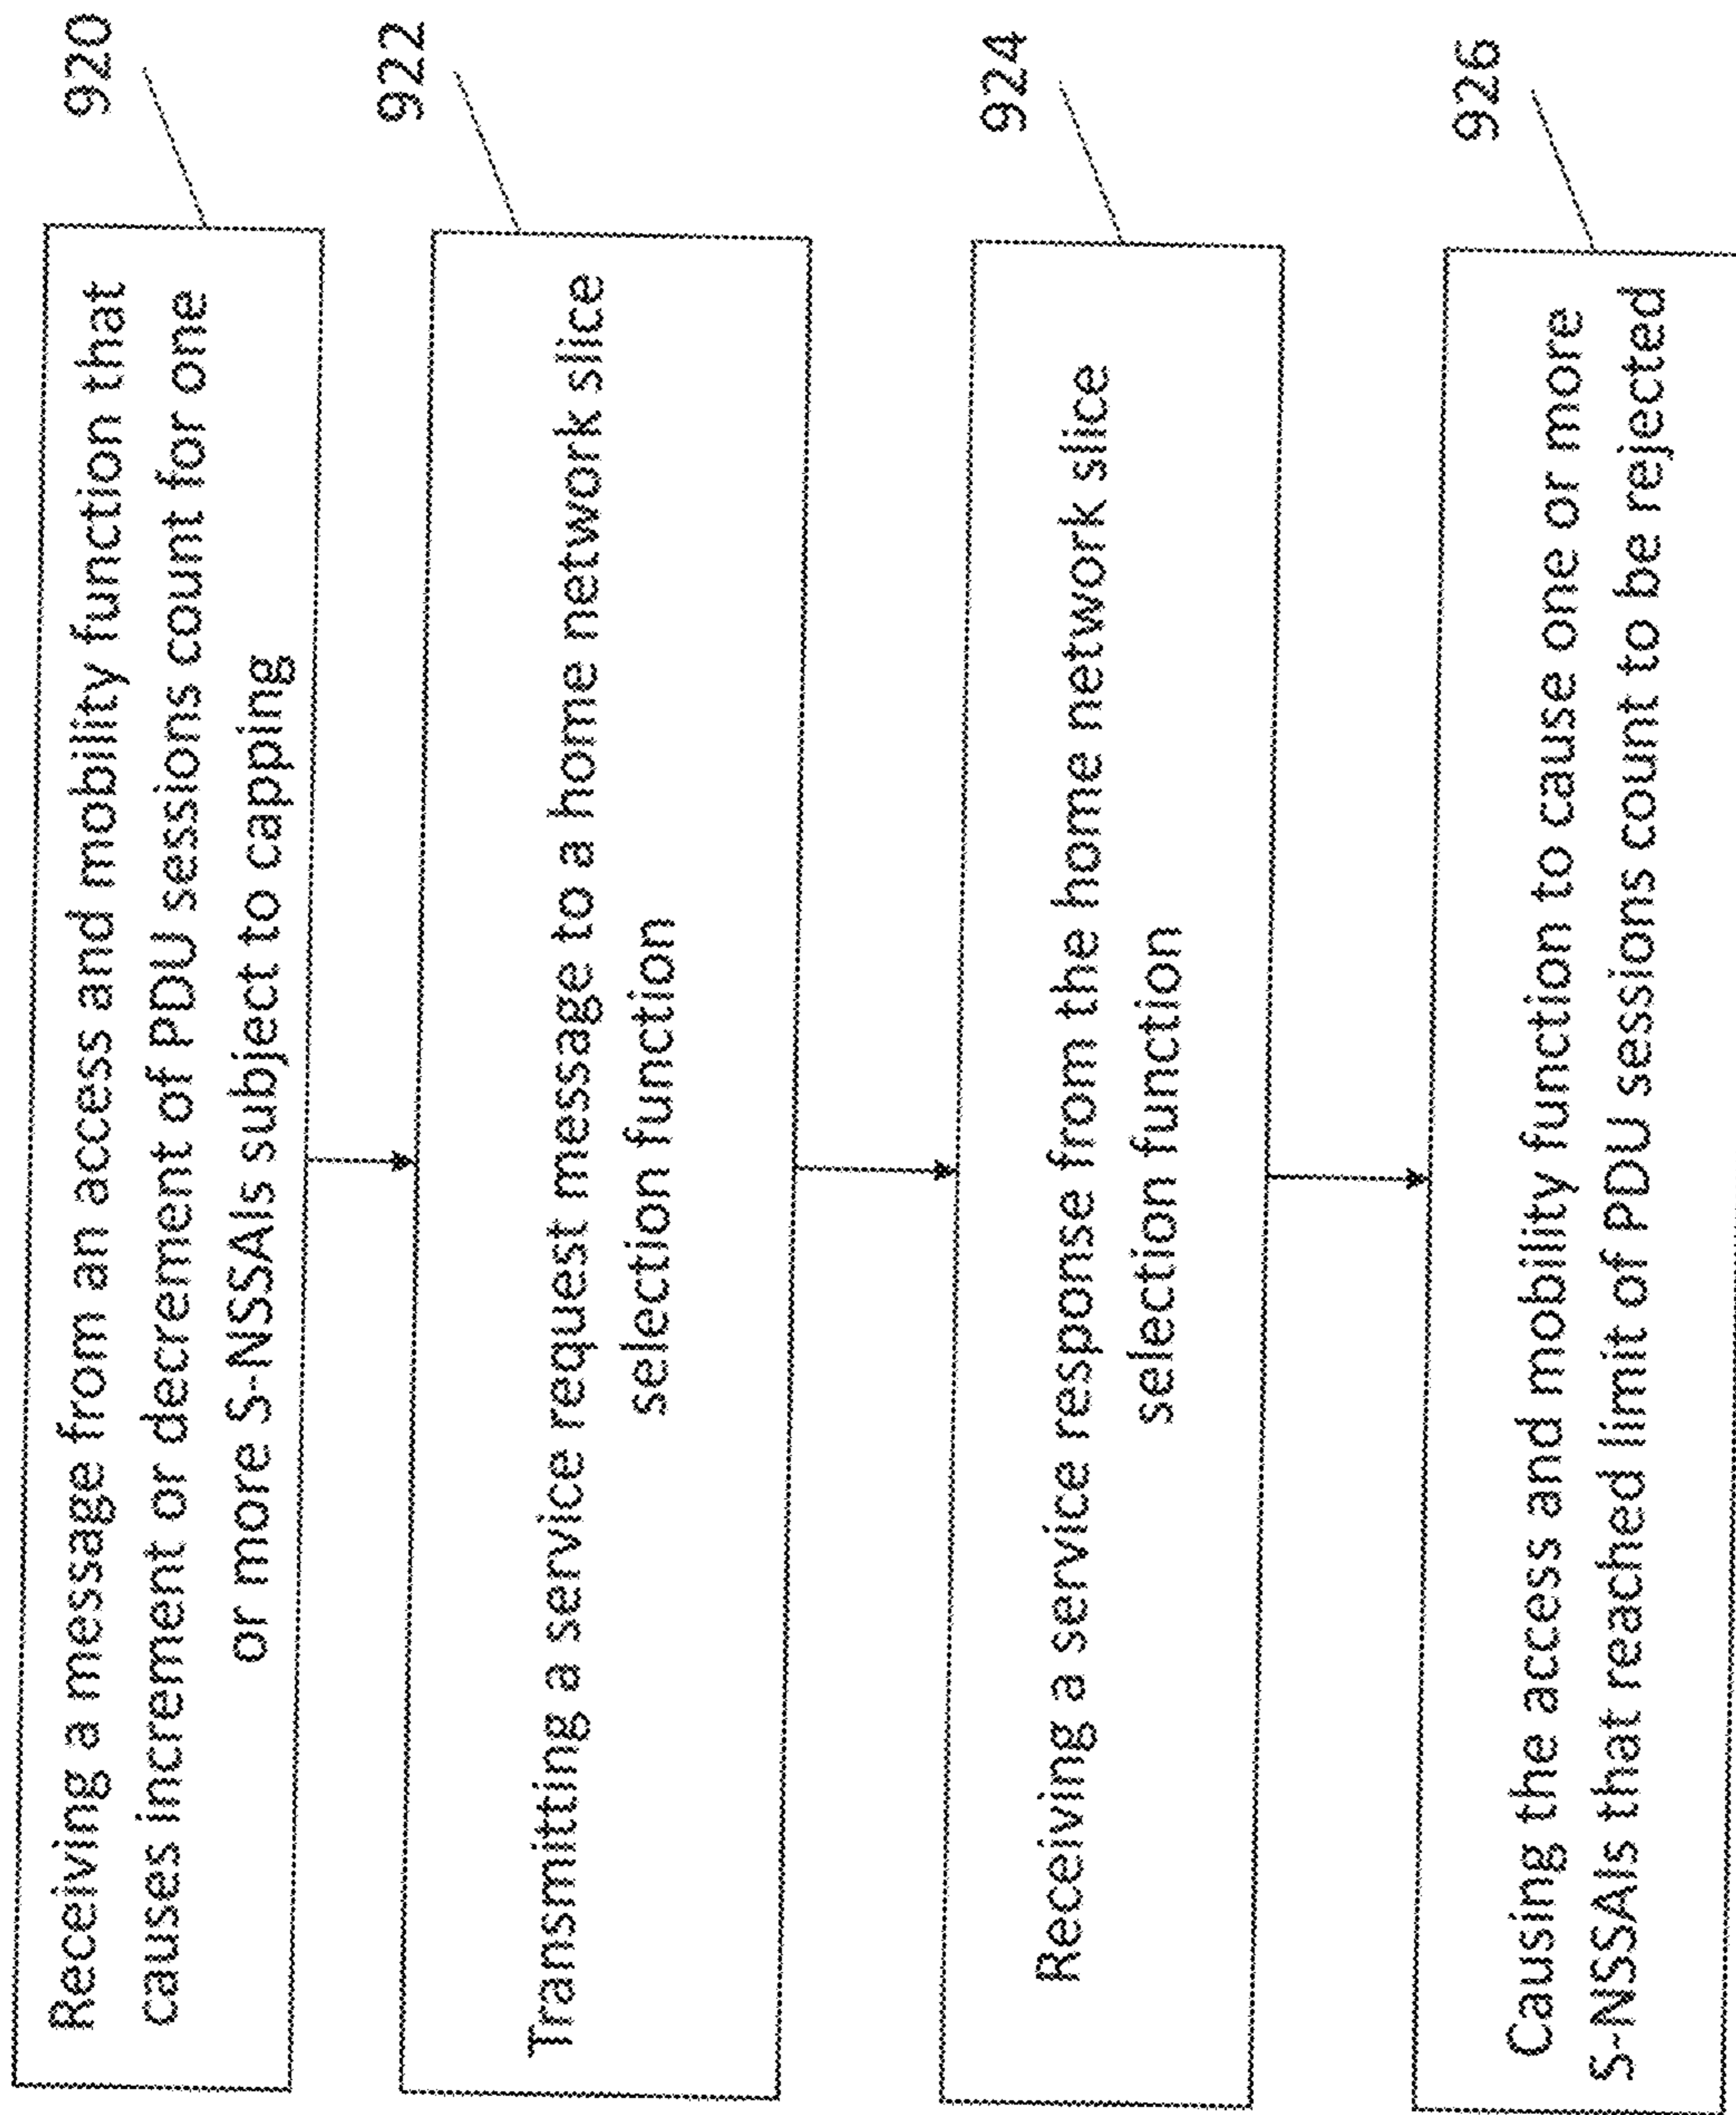 920
Receiving a message from an access and mobility function that
causes increment or decrement of PDU sessions count for one
or more S-NSSAIs subject to capping
922
Transmitting a service request message to a home network slice
selection function
924
Receiving a service response from the home network slice
selection function
926
Causing the access and mobility function to cause one or more
S-NSSAIs that reached limit of PDU sessions count to be rejected